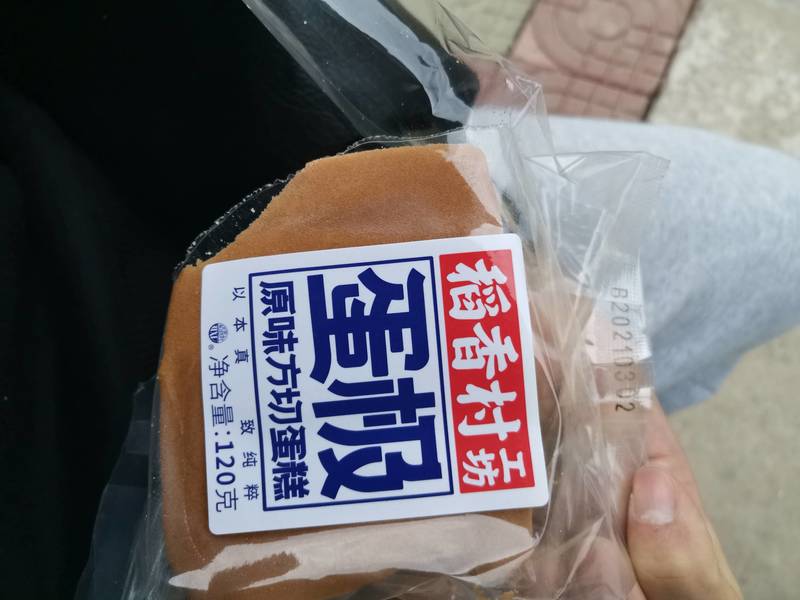 稻香村工坊
蛋极
原味方切蛋糕
以本真 致纯粹
净含量:120克
B20210302